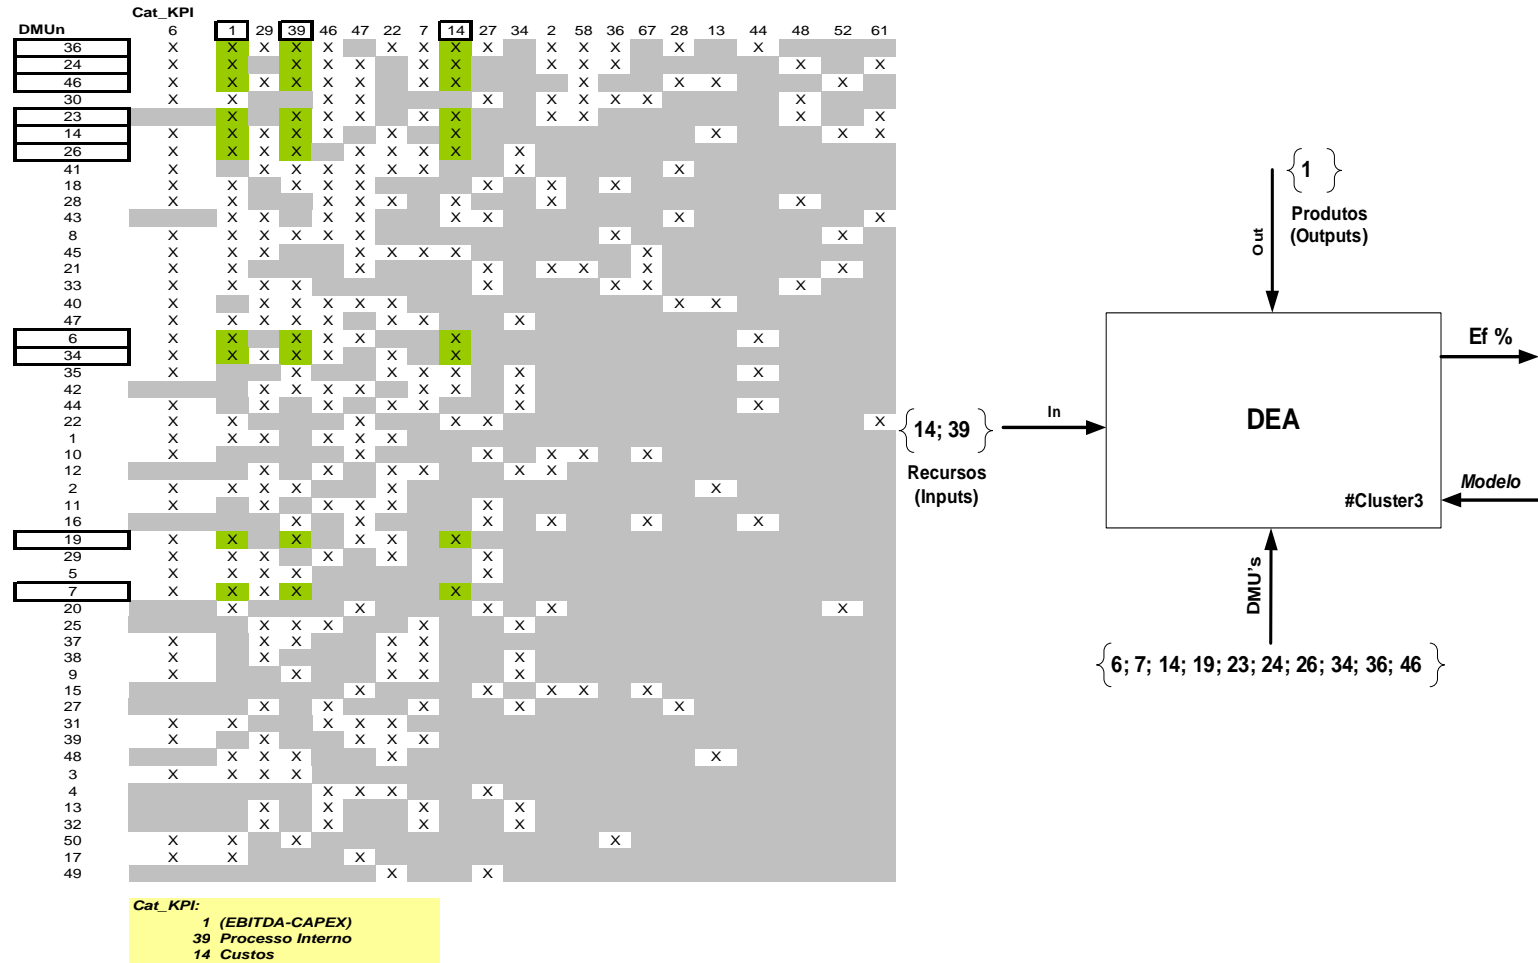 Cat_KPI
DMUn 6 1 29 39 46 47 22 7 14 27 34 2 58 36 67 28 13 44 48 52 61
36 X X X X X X X X X X X X X X
24 X X X X X X X X X X X X
46 X X X X X X X X X X X X
30 X X X X X X X X X X
23 X X X X X X X X X X
14 X X X X X X X X X X
26 X X X X X X X X X
41 X X X X X X X X X
18 X X X X X X X X
28 X X X X X X X X
43 X X X X X X X X
8 X X X X X X X X
45 X X X X X X X X
21 X X X X X X X X
33 X X X X X X X X
40 X X X X X X X X
47 X X X X X X X X
6 X X X X X X X
34 X X X X X X X
35 X X X X X X X
42 X X X X X X X
44 X X X X X X X
22 X X X X X X
1 X X X X X X
10 X X X X X X
12 X X X X X X
2 X X X X X X
11 X X X X X X
16 X X X X X X
19 X X X X X X
29 X X X X X X
5 X X X X X
7 X X X X X
20 X X X X X
25 X X X X X
37 X X X X X
38 X X X X X
9 X X X X X
15 X X X X X
27 X X X X X
31 X X X X X
39 X X X X X
48 X X X X X
3 X X X X
4 X X X X
13 X X X X
32 X X X X
50 X X X X
17 X X X
49 X X
Cat_KPI:
1 (EBITDA-CAPEX)
39 Processo Interno
14 Custos
{1}
Produtos
(Outputs)
Out
Ef %
DEA
In
{14; 39}
Recursos
(Inputs)
Modelo
#Cluster3
DMU's
{6; 7; 14; 19; 23; 24; 26; 34; 36; 46}